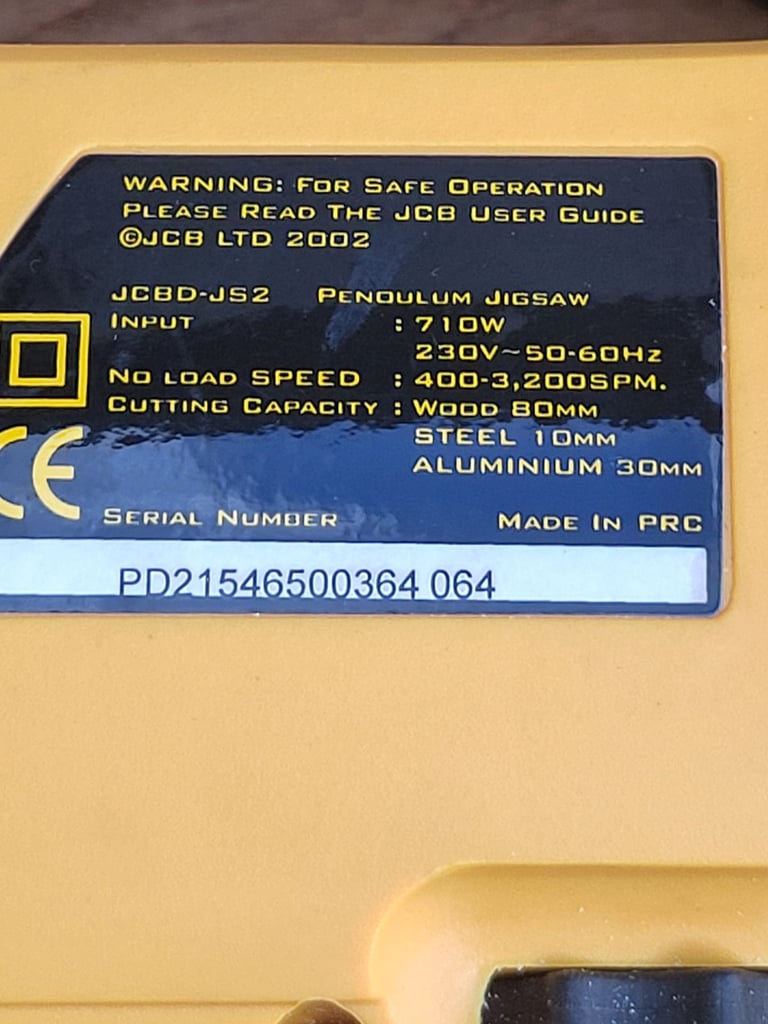 WARNING: FOR SAFE OPERATION
PLEASE READ THE JCB USER GUIDE
©JCB LTD 2002
JCBD-JS2 PENDULUM JIGSAW
INPUT : 710W
230V~50-60Hz
NO LOAD SPEED : 400-3,200SPM.
CUTTING CAPACITY : WOOD 80MM
STEEL 10MM
ALUMINIUM 30MM
CE
SERIAL NUMBER MADE IN PRC
PD21546500364 064